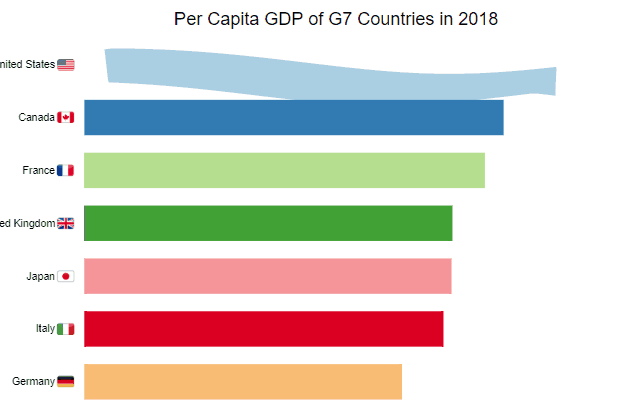 Per Capita GDP of G7 Countries in 2018
nited States
Canada
France
ed Kingdom
Japan
Italy
Germany